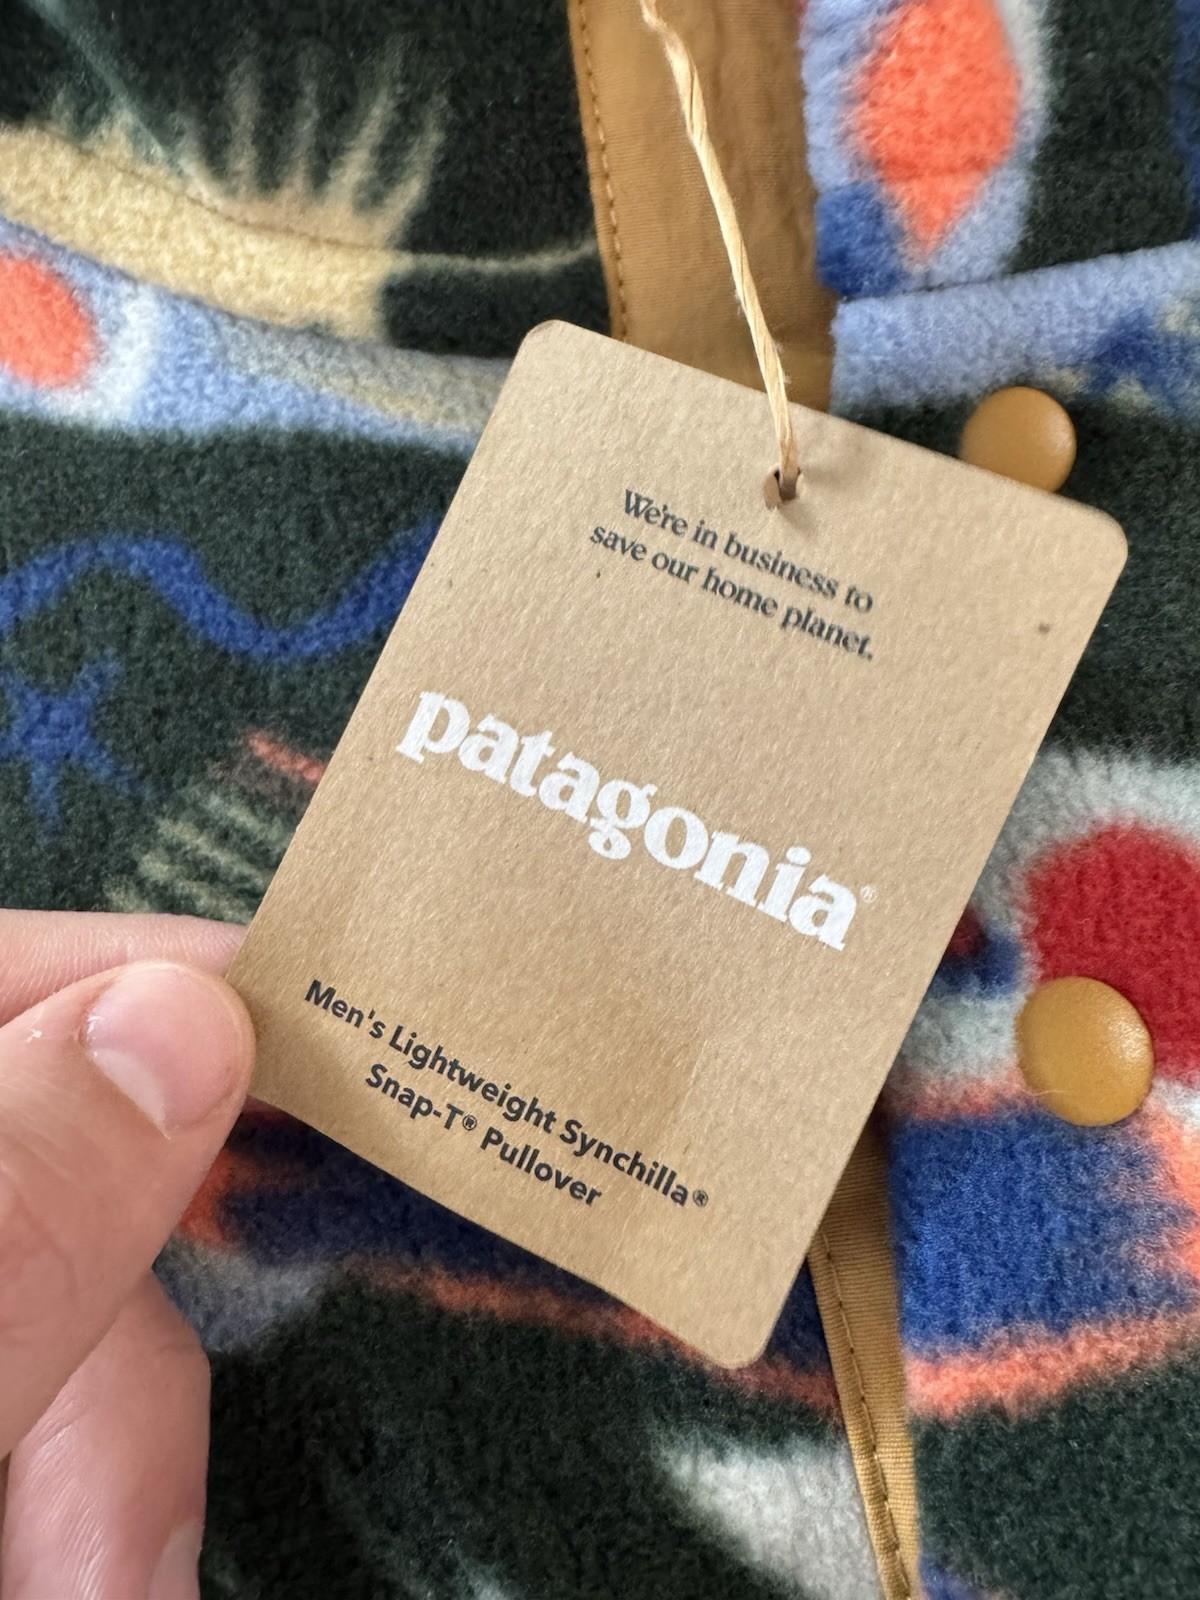 We're in business to
save our home planet.
patagonia®
Men's Lightweight Synchilla®
Snap-T® Pullover